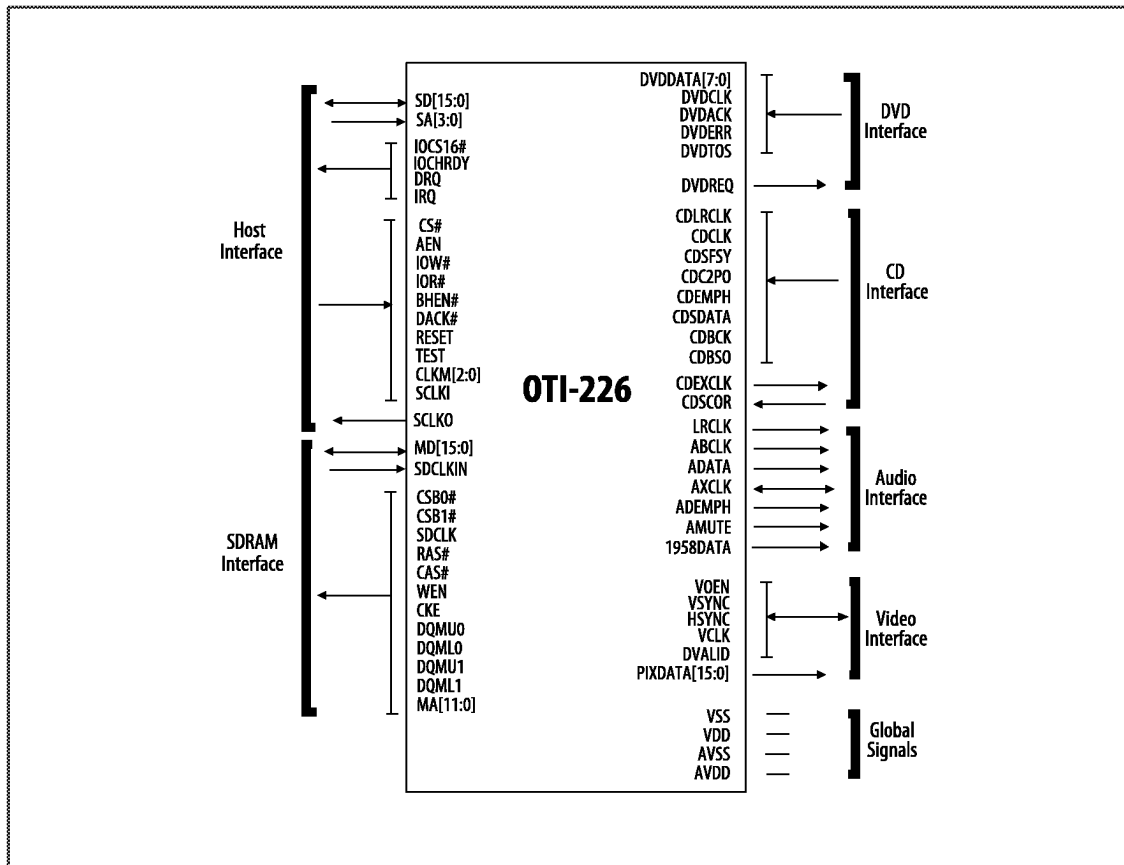 Host
Interface
SD[15:0]
SA[3:0]
IOCS16#
IOCHRDY
DRQ
IRQ
CS#
AEN
IOW#
IOR#
BHEN#
DACK#
RESET
TEST
CLKM[2:0]
SCLKI
SCLKO
SDRAM
Interface
MD[15:0]
SDCLKIN
CSB0#
CSB1#
SDCLK
RAS#
CAS#
WEN
CKE
DQMU0
DQML0
DQMU1
DQML1
MA[11:0]
OTI-226
DVDDATA[7:0]
DVDCLK
DVDACK
DVDERR
DVDTOS
DVDREQ
DVD
Interface
CDLRCLK
CDCLK
CDSFSY
CDC2PO
CDEMPH
CDSDATA
CDBCK
CDBSO
CDEXCLK
CDSCOR
CD
Interface
LRCLK
ABCLK
ADATA
AXCLK
ADEMPH
AMUTE
1958DATA
Audio
Interface
VOEN
VSYNC
HSYNC
VCLK
DVALID
PIXDATA[15:0]
Video
Interface
VSS
VDD
AVSS
AVDD
Global
Signals